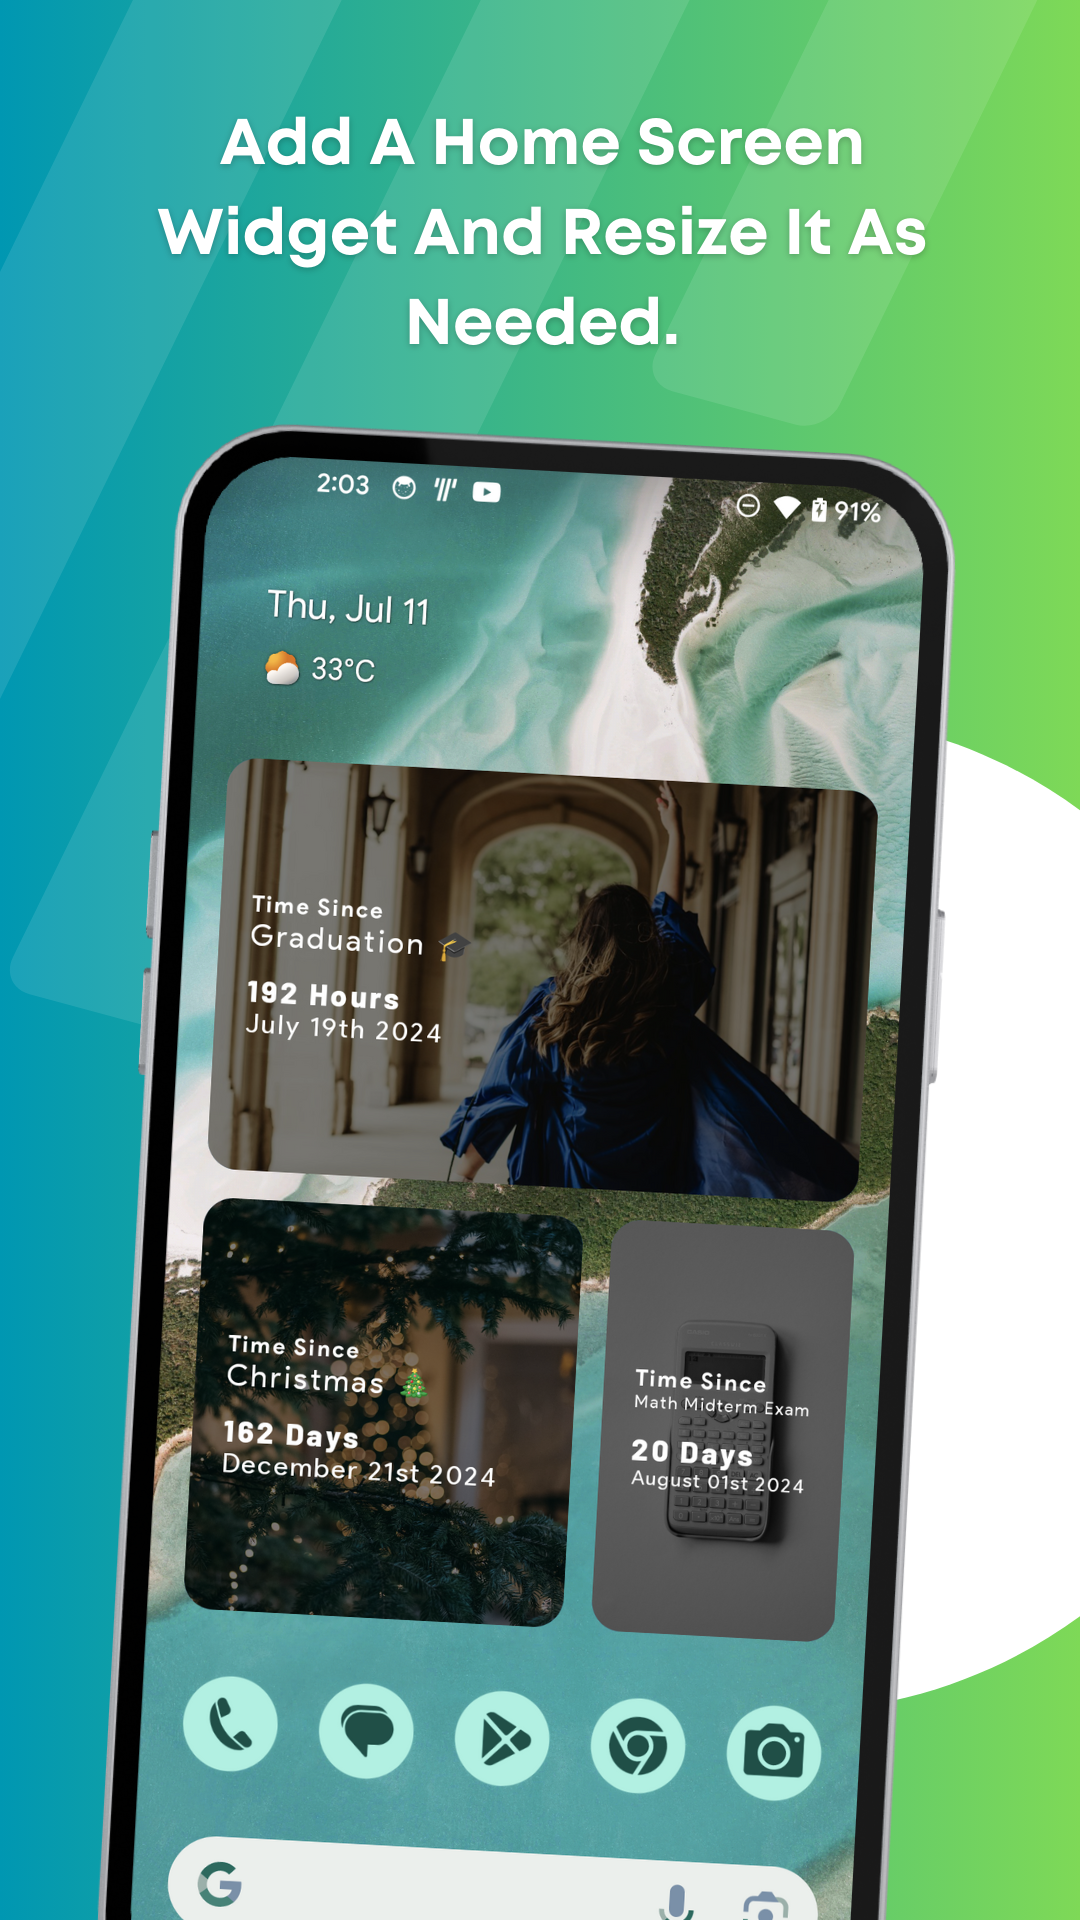 Add A Home Screen
Widget And Resize It As
Needed.
2:03
91%
Thu, Jul 11
33°C
Time Since
Graduation 🎓
192 Hours
July 19th 2024
Time Since
Christmas 🎄
162 Days
December 21st 2024
Time Since
Math Midterm Exam
20 Days
August 01st 2024
G